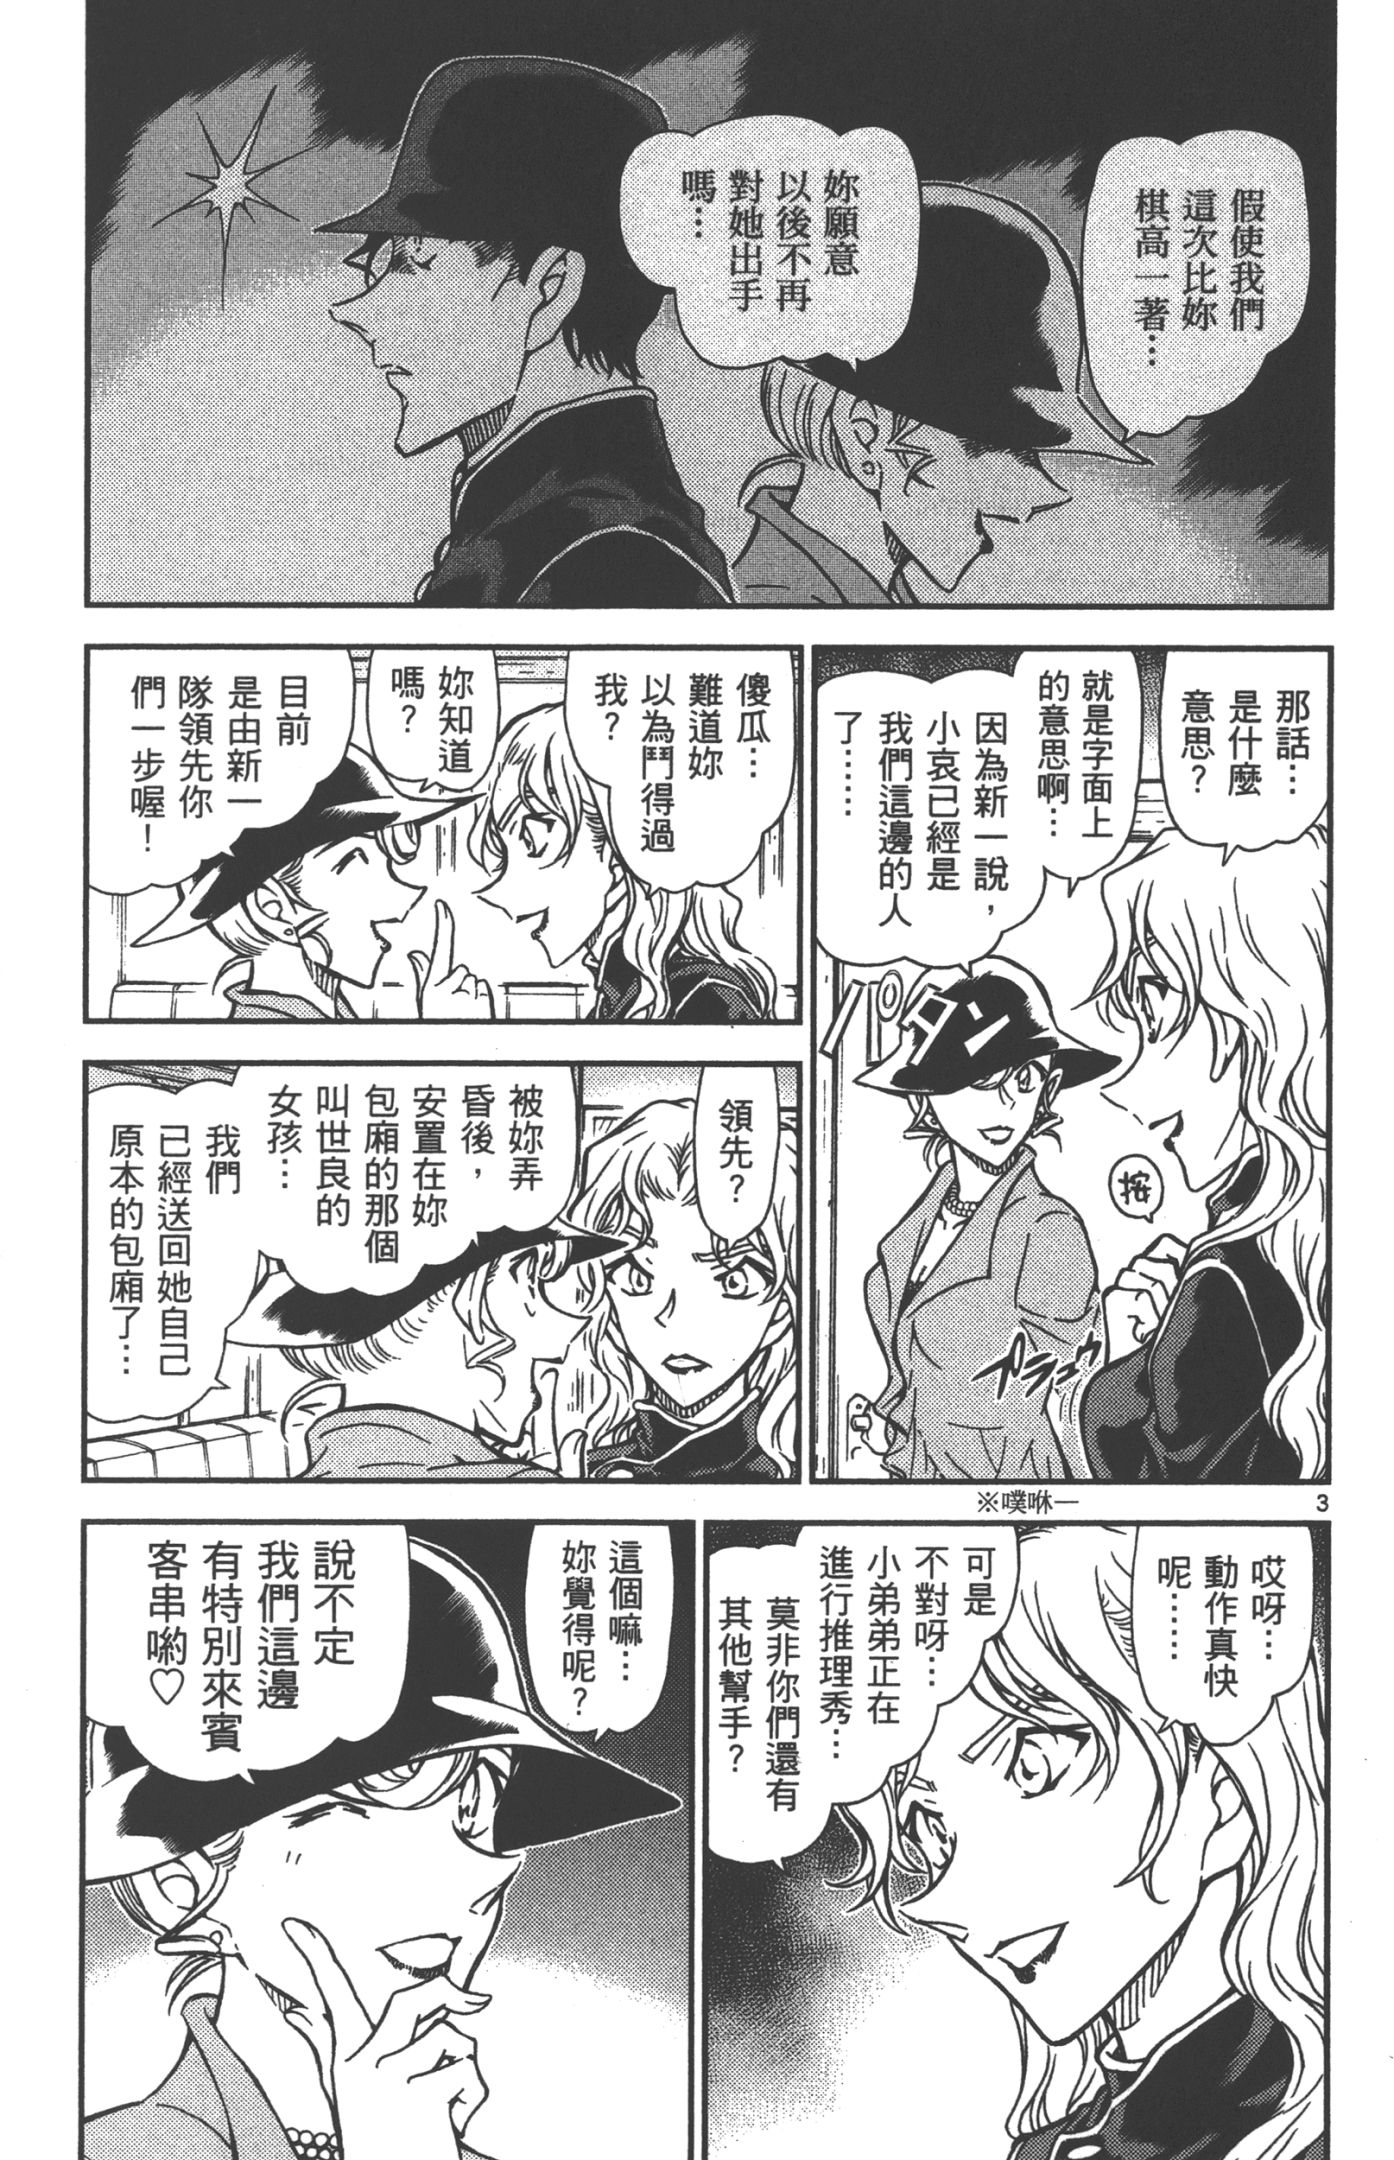 假使我們
這次比妳
棋高一著…
妳願意
以後不再
對她出手
嗎…
那話…
是什麼
意思？
就是字面上
的意思啊…
因為新一說，
小哀已經是
我們這邊的人
了……
バタン
按
プシュウ
※噗咻—
傻瓜…
難道妳
以為鬥得過
我？
妳知道
嗎？
目前
是由新一
隊領先你
們一步喔！
領先？
被妳弄
昏後，
安置在妳
包廂的那個
叫世良的
女孩…
我們
已經送回她自己
原本的包廂了…
3
哎呀…
動作真快
呢……
可是
不對呀…
小弟弟正在
進行推理秀…
莫非你們還有
其他幫手？
這個嘛…
妳覺得呢？
說不定
我們這邊
有特別來賓
客串喲♡